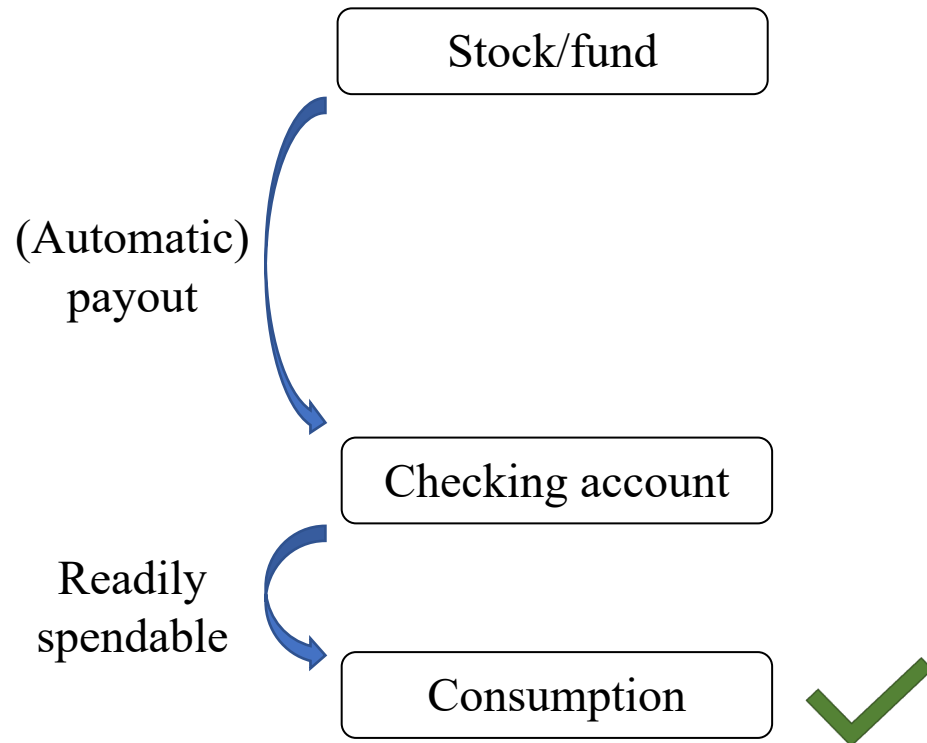 Stock/fund
(Automatic)
payout
Checking account
Readily
spendable
Consumption